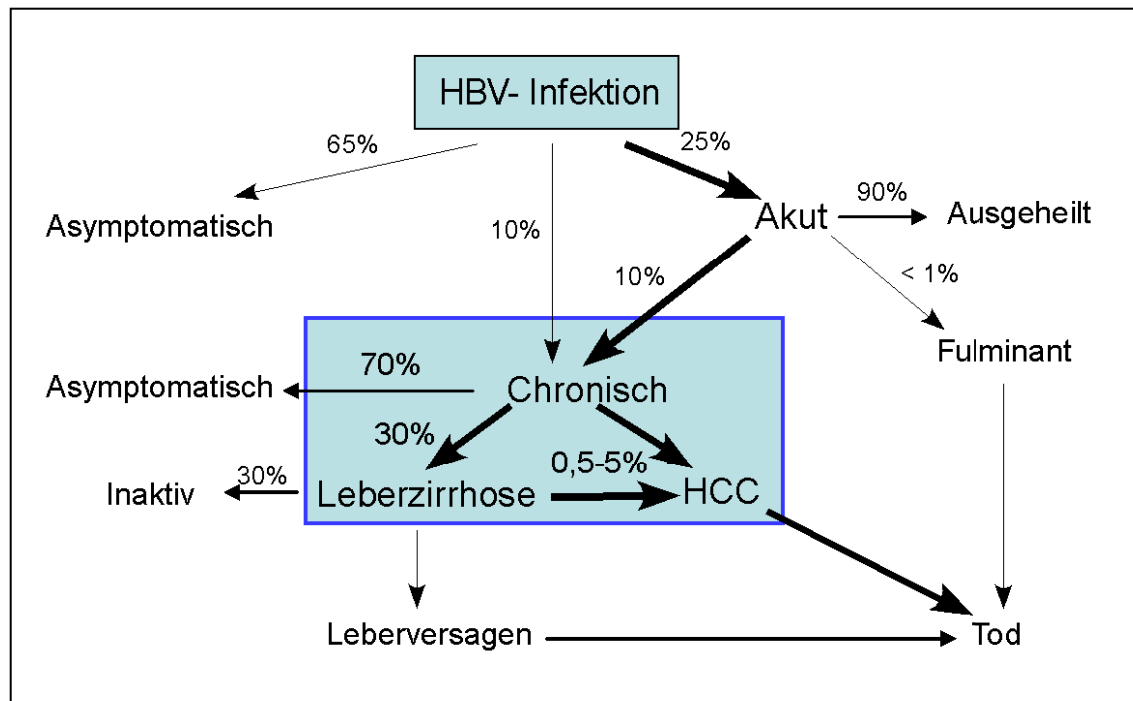 HBV- Infektion
65%
25%
Asymptomatisch
10%
Akut
90%
Ausgeheilt
10%
< 1%
Fulminant
Asymptomatisch
70%
Chronisch
30%
0,5-5%
Inaktiv
30%
Leberzirrhose
HCC
Leberversagen
Tod